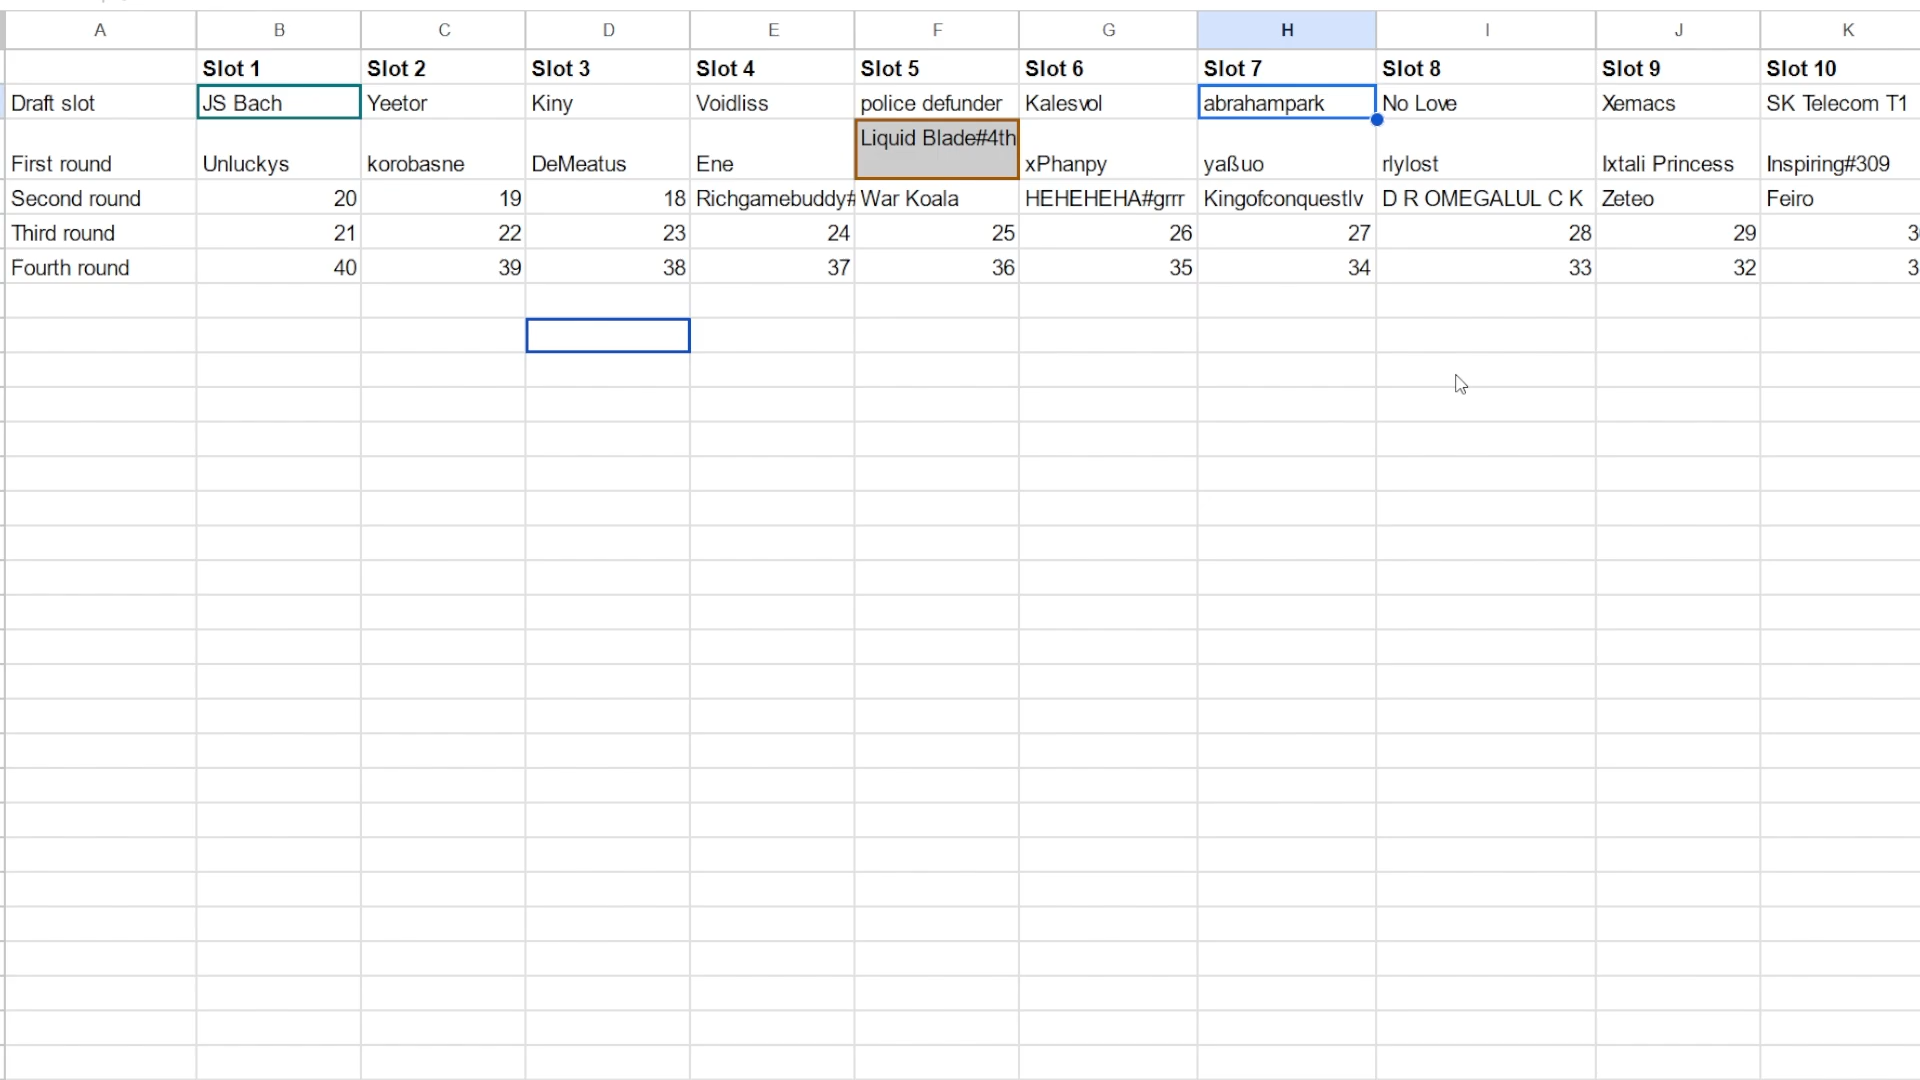 A B C D E F G H I J K
Slot 1 Slot 2 Slot 3 Slot 4 Slot 5 Slot 6 Slot 7 Slot 8 Slot 9 Slot 10
Draft slot JS Bach Yeetor Kiny Voidliss police defunder Kalesvol abrahampark No Love Xemacs SK Telecom T1
First round Unluckys korobasne DeMeatus Ene Liquid Blade#4th xPhanpy yaßuo rlylost Ixtali Princess Inspiring#309
Second round 20 19 18 Richgamebuddy# War Koala HEHEHEHA#grrr Kingofconquestlv D R OMEGALUL C K Zeteo Feiro
Third round 21 22 23 24 25 26 27 28 29
Fourth round 40 39 38 37 36 35 34 33 32